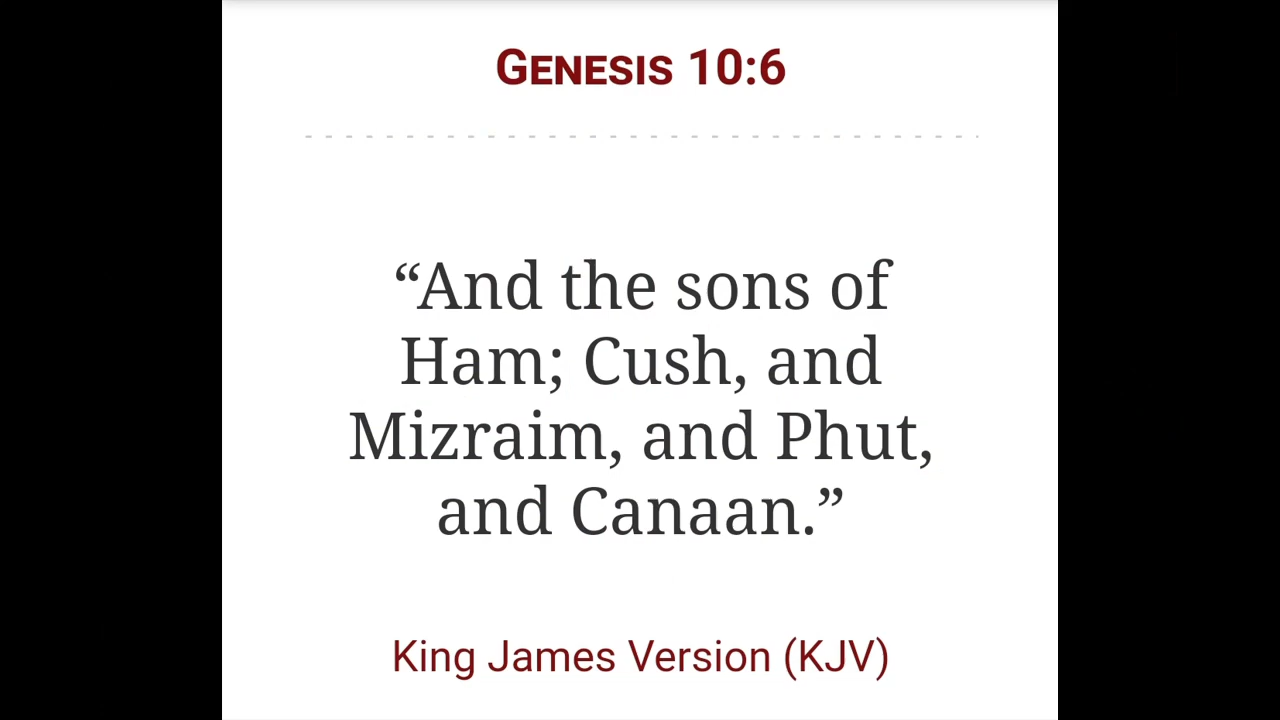 GENESIS 10:6
“And the sons of
Ham; Cush, and
Mizraim, and Phut,
and Canaan.”
King James Version (KJV)